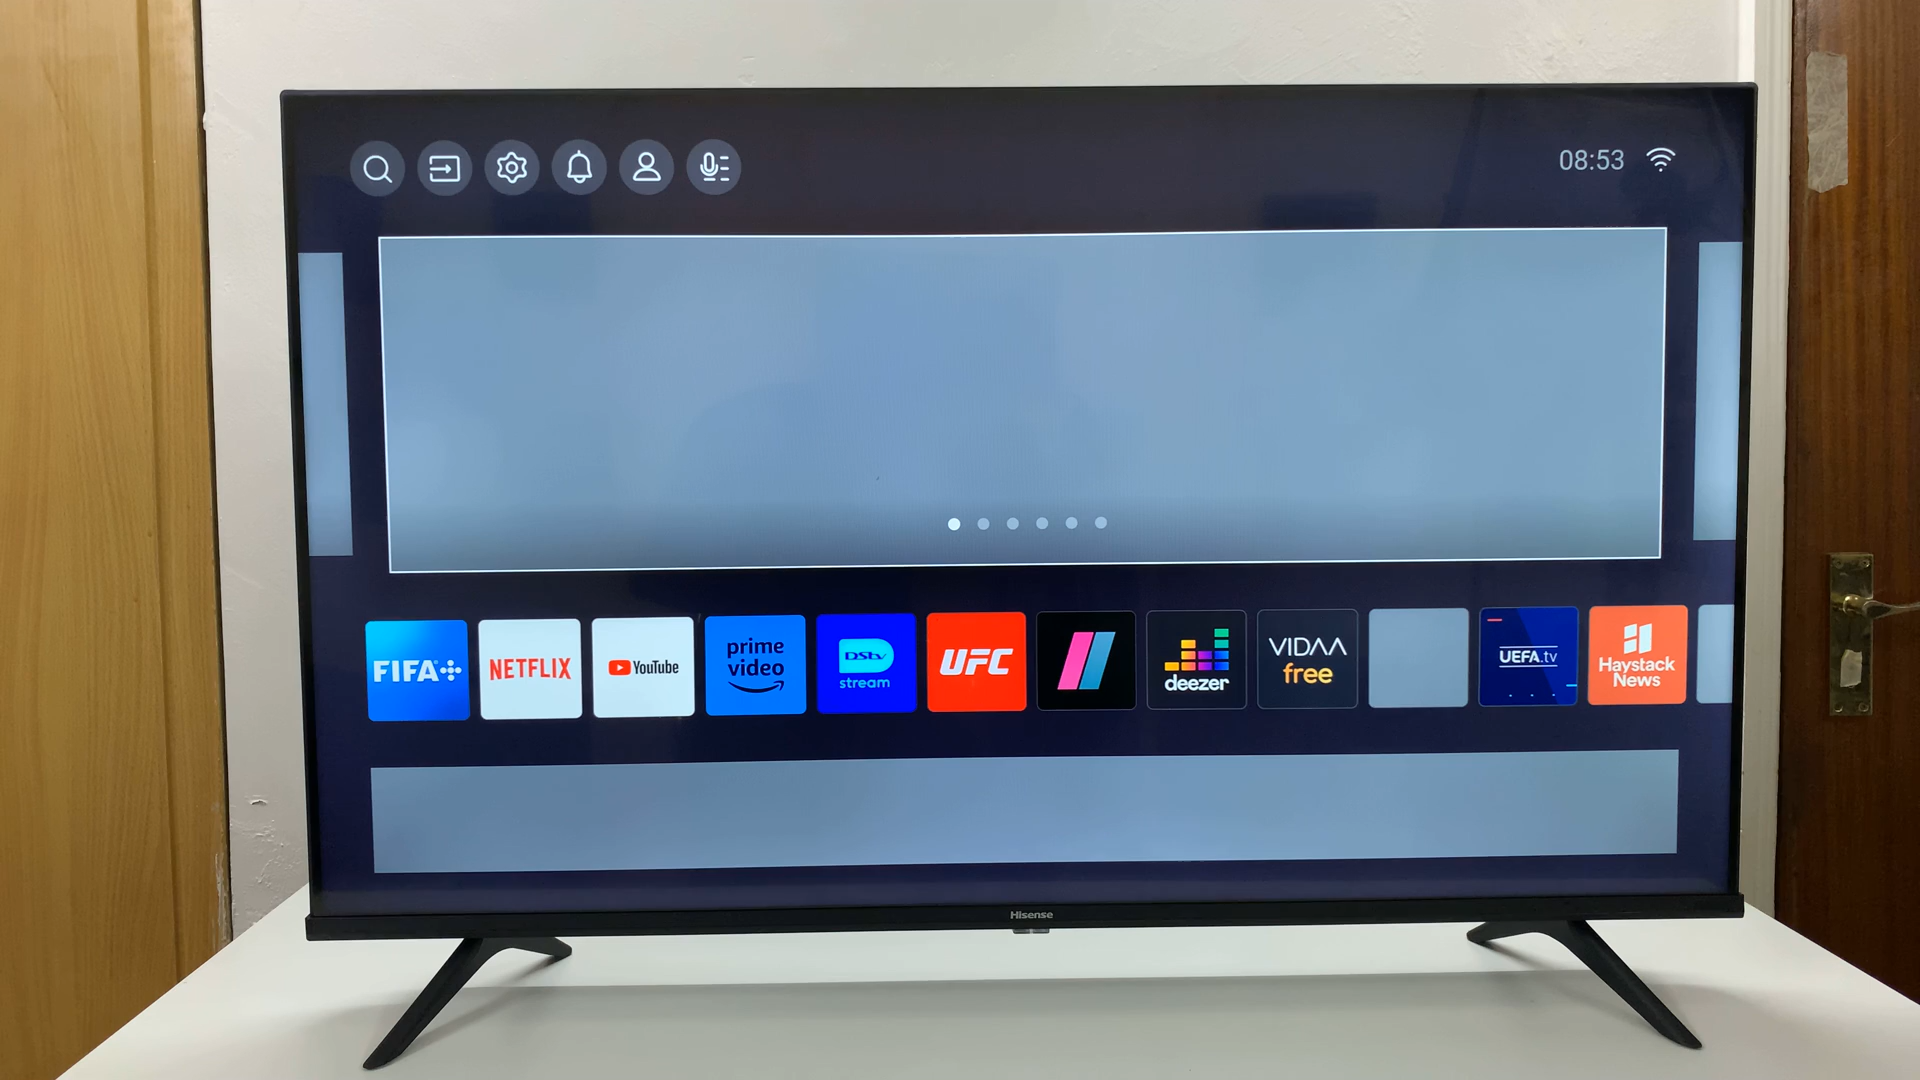 08:53
FIFA+
NETFLIX
YouTube
prime
video
DStv
stream
UFC
deezer
VIDAA
free
UEFA.tv
Haystack
News
Hisense